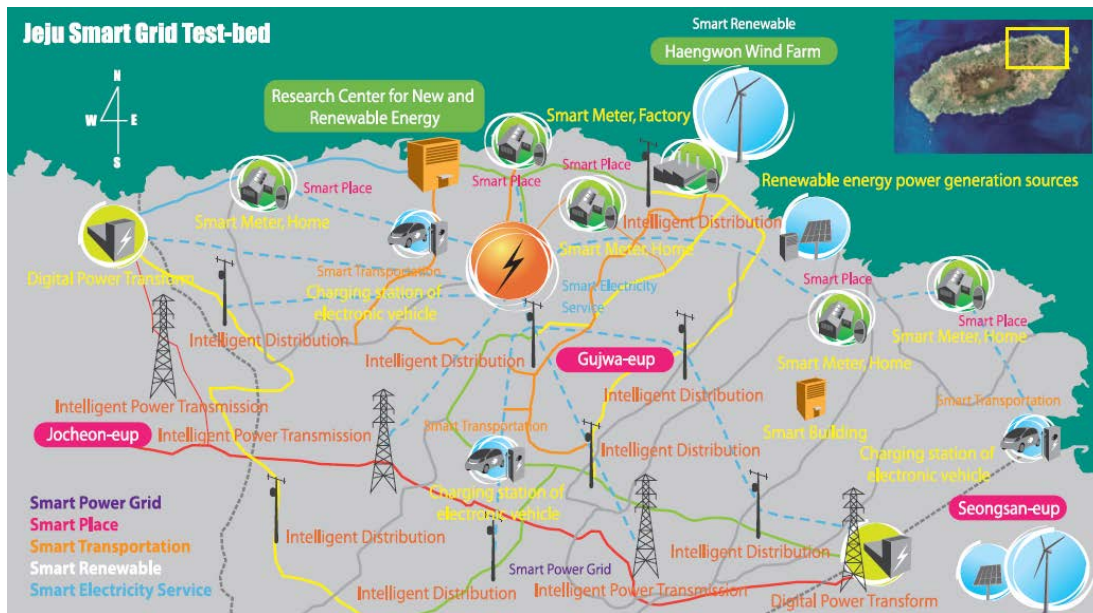 Jeju Smart Grid Test-bed
N
W
E
S
Smart Renewable
Haengwon Wind Farm
Research Center for New and
Renewable Energy
Smart Meter, Factory
Smart Place
Smart Place
Smart Place
Renewable energy power generation sources
Smart Meter, Home
Intelligent Distribution
Smart Meter, Home
Digital Power Transform
Smart Transportation
Charging station of
electronic vehicle
Smart Electricity
Service
Smart Place
Smart Place
Intelligent Distribution
Intelligent Distribution
Gujwa-eup
Smart Meter, Home
Smart Meter, Home
Intelligent Distribution
Smart Transportation
Intelligent Power Transmission
Jocheon-eup
Intelligent Power Transmission
Smart Transportation
Intelligent Distribution
Smart Building
Charging station of
electronic vehicle
Charging station of
electronic vehicle
Seongsan-eup
Smart Power Grid
Smart Place
Smart Transportation
Smart Renewable
Smart Electricity Service
Intelligent Distribution
Intelligent Distribution
Smart Power Grid
Intelligent Distribution
Intelligent Power Transmission
Digital Power Transform